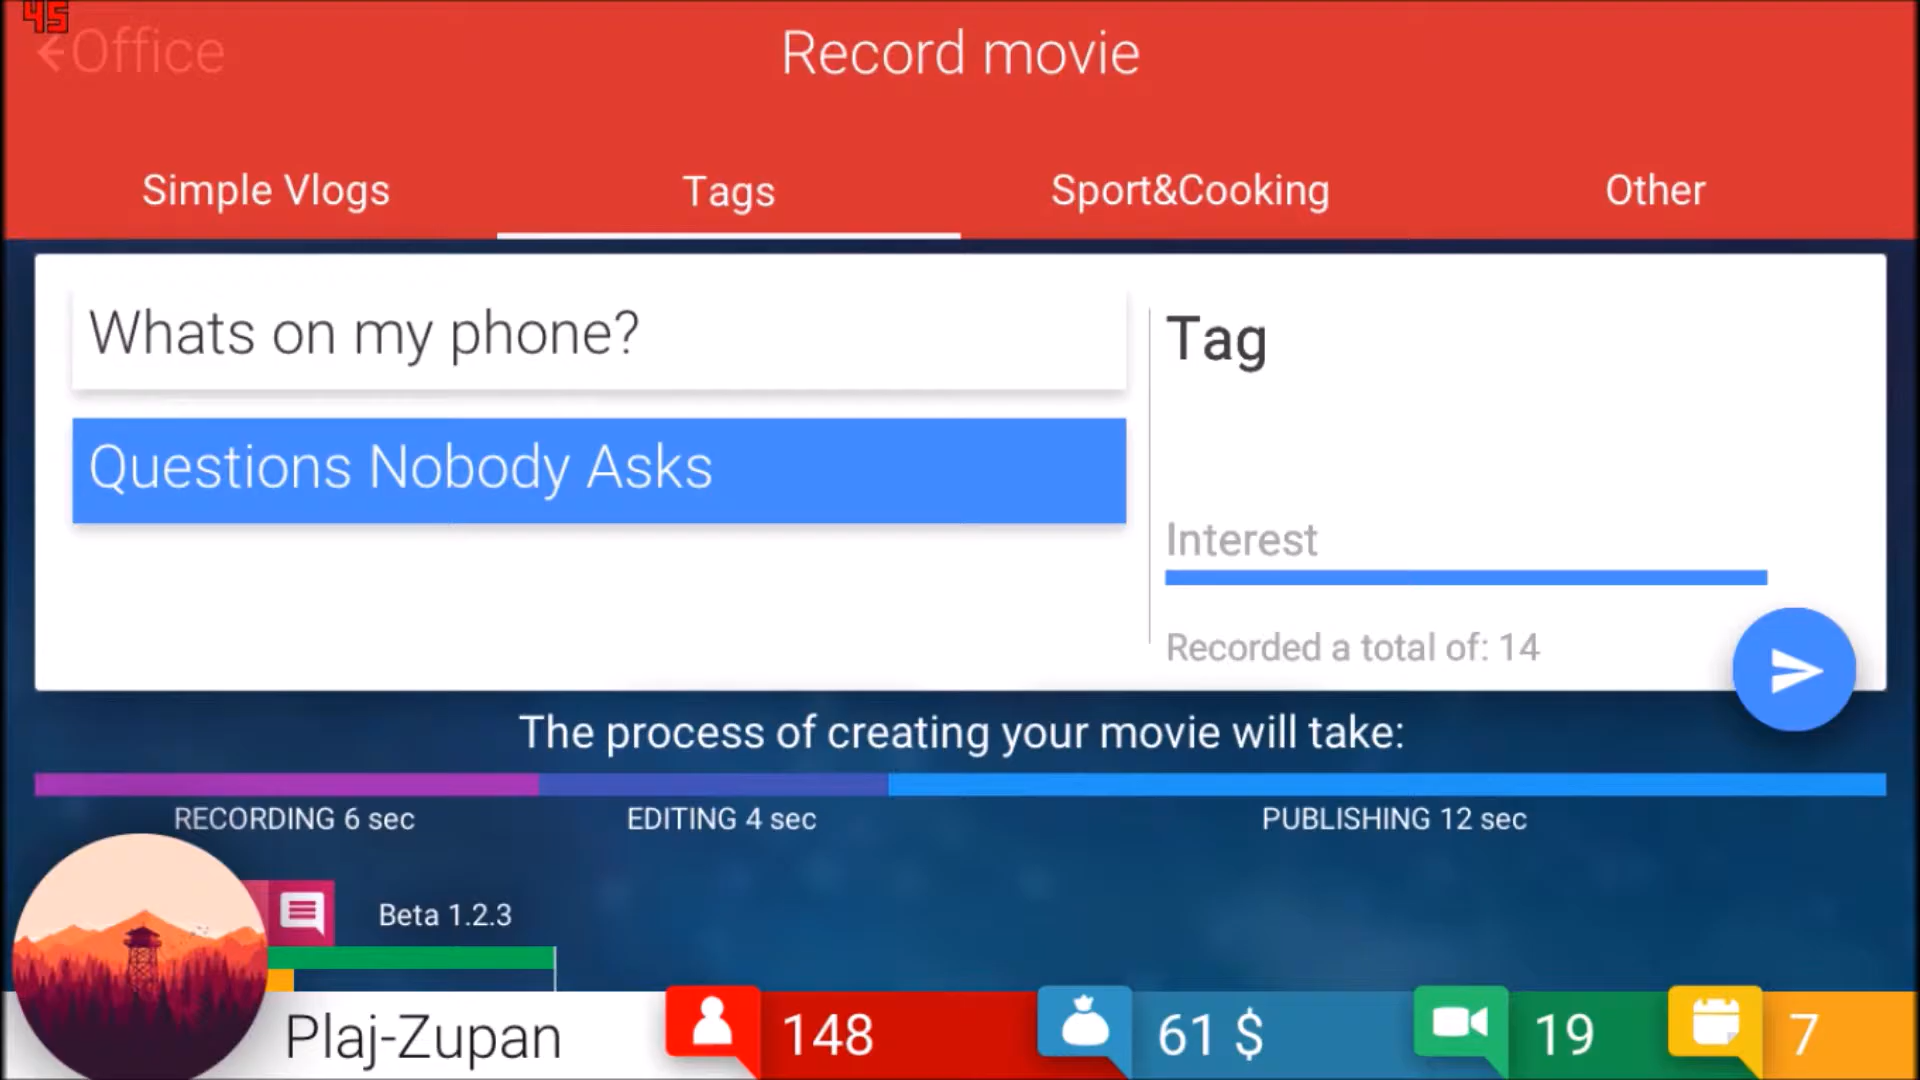 45
Office
Record movie
Simple Vlogs
Tags
Sport&Cooking
Other
Whats on my phone?
Questions Nobody Asks
Tag
Interest
Recorded a total of: 14
The process of creating your movie will take:
RECORDING 6 sec
EDITING 4 sec
PUBLISHING 12 sec
Beta 1.2.3
Plaj-Zupan
148
61 $
19
7